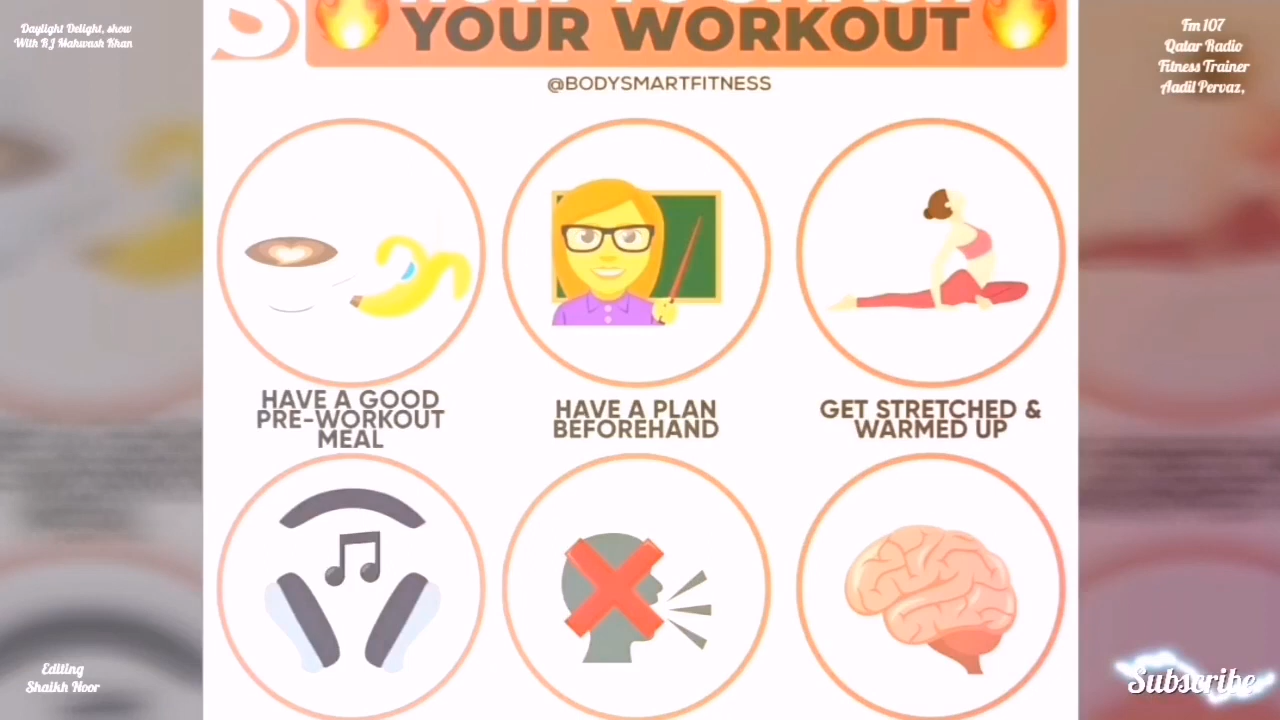 Daylight Delight, show
With RJ Mahwash Khan
Fm 107
Qatar Radio
Fitness Trainer
Aadil Pervaz,
S
YOUR WORKOUT
@BODYSMARTFITNESS
HAVE A GOOD
PRE-WORKOUT
MEAL
HAVE A PLAN
BEFOREHAND
GET STRETCHED &
WARMED UP
Editing
Shaikh Noor
Subscribe